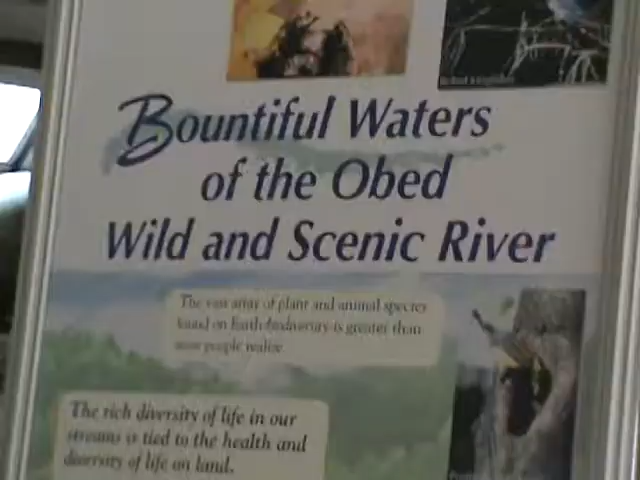 Bountiful Waters
of the Obed
Wild and Scenic River
The vast array of plant and animal species
found on Earth-biodiversity-is greater than
most people realize
The rich diversity of life in our
streams is tied to the health and
diversity of life on land.